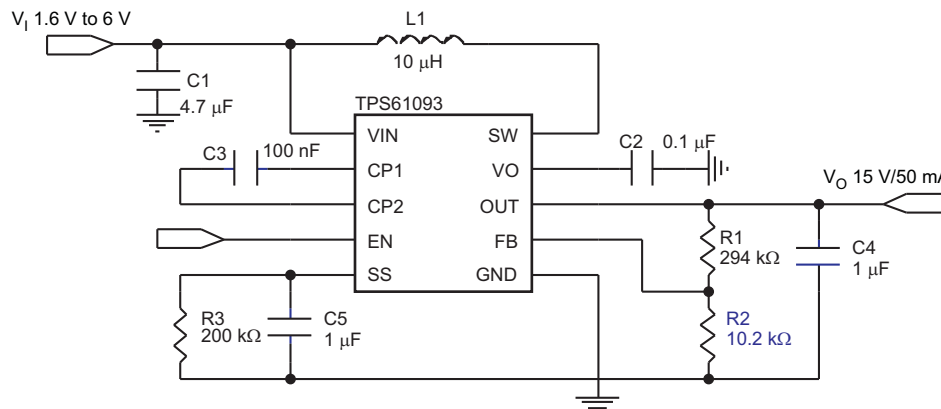 V_I 1.6 V to 6 V
L1
10 μH
C1
4.7 μF
TPS61093
VIN
SW
C3
100 nF
C2
0.1 μF
CP1
VO
CP2
OUT
V_O 15 V/50 mA
EN
FB
R1
294 kΩ
C4
1 μF
SS
GND
R3
200 kΩ
C5
1 μF
R2
10.2 kΩ